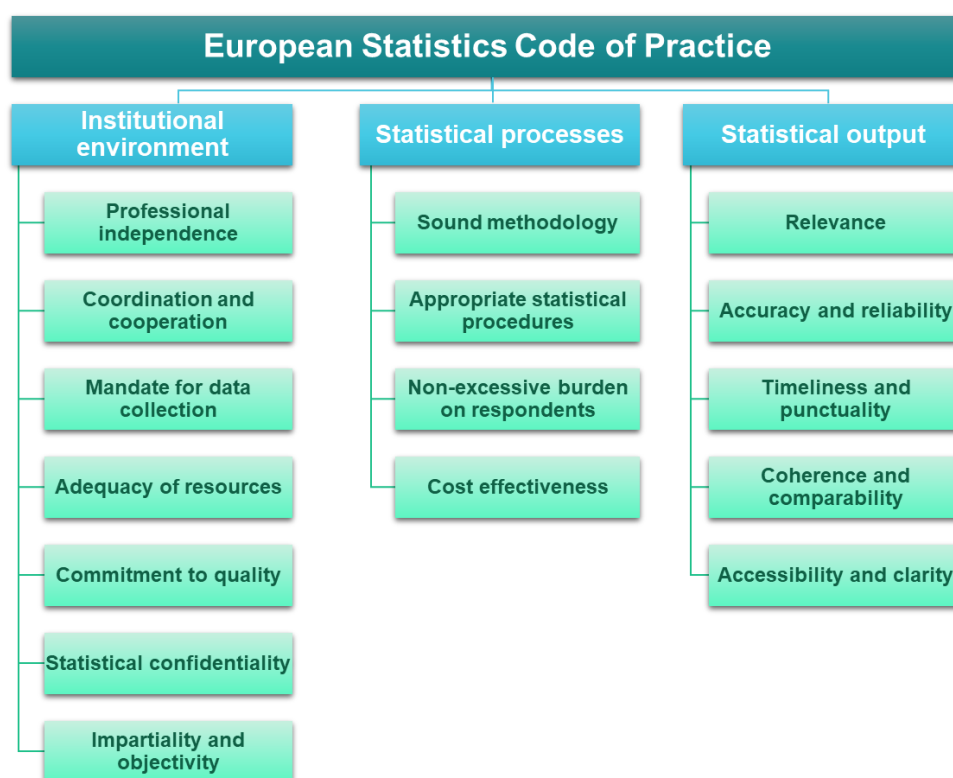 European Statistics Code of Practice
Institutional
environment
Professional
independence
Coordination and
cooperation
Mandate for data
collection
Adequacy of resources
Commitment to quality
Statistical confidentiality
Impartiality and
objectivity
Statistical processes
Sound methodology
Appropriate statistical
procedures
Non-excessive burden
on respondents
Cost effectiveness
Statistical output
Relevance
Accuracy and reliability
Timeliness and
punctuality
Coherence and
comparability
Accessibility and clarity